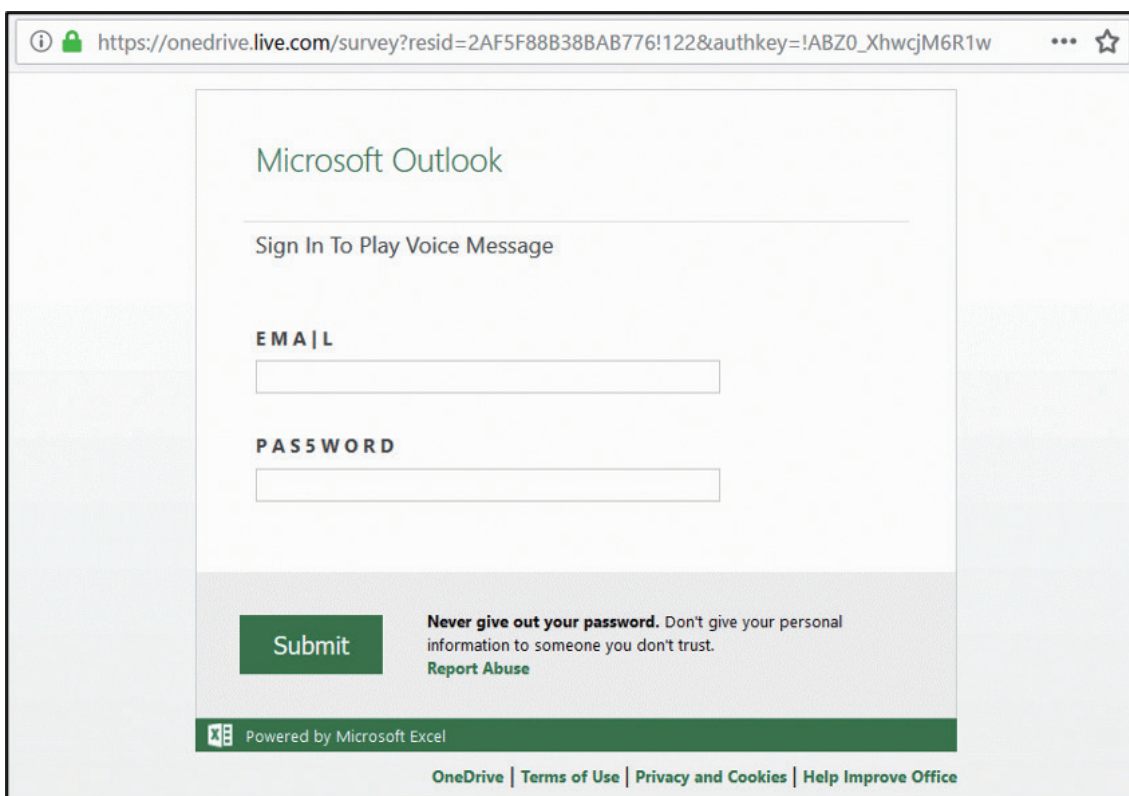 https://onedrive.live.com/survey?resid=2AF5F88B38BAB776!122&authkey=!ABZ0_XhwcjM6R1w
Microsoft Outlook
Sign In To Play Voice Message
EMA|L
PAS5WORD
Submit
Never give out your password. Don't give your personal
information to someone you don't trust.
Report Abuse
Powered by Microsoft Excel
OneDrive | Terms of Use | Privacy and Cookies | Help Improve Office